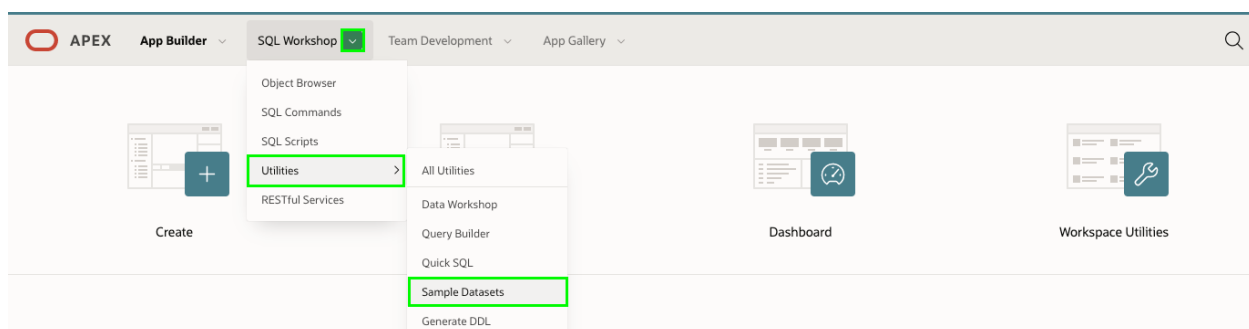 APEX App Builder SQL Workshop Team Development App Gallery
Object Browser
SQL Commands
SQL Scripts
Utilities
RESTful Services
All Utilities
Data Workshop
Query Builder
Quick SQL
Sample Datasets
Generate DDL
Create
Dashboard
Workspace Utilities